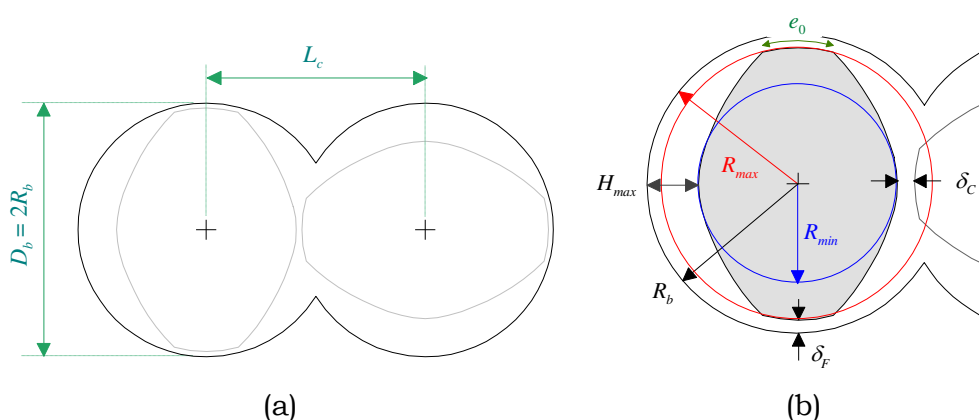 L_c
D_b = 2R_b
(a)
e_0
R_max
H_max
δ_C
R_min
R_b
δ_F
(b)